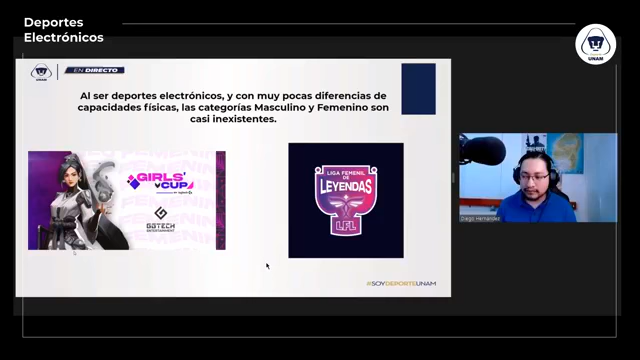 Deportes
Electrónicos
UNAM
UNAM
EN DIRECTO
Al ser deportes electrónicos, y con muy pocas diferencias de
capacidades físicas, las categorías Masculino y Femenino son
casi inexistentes.
GIRLS'
CUP
GGTECH
ENTERTAINMENT
LIGA FEMENIL
DE
LEYENDAS
LFL
Diego Hernández
#SOYDEPORTEUNAM